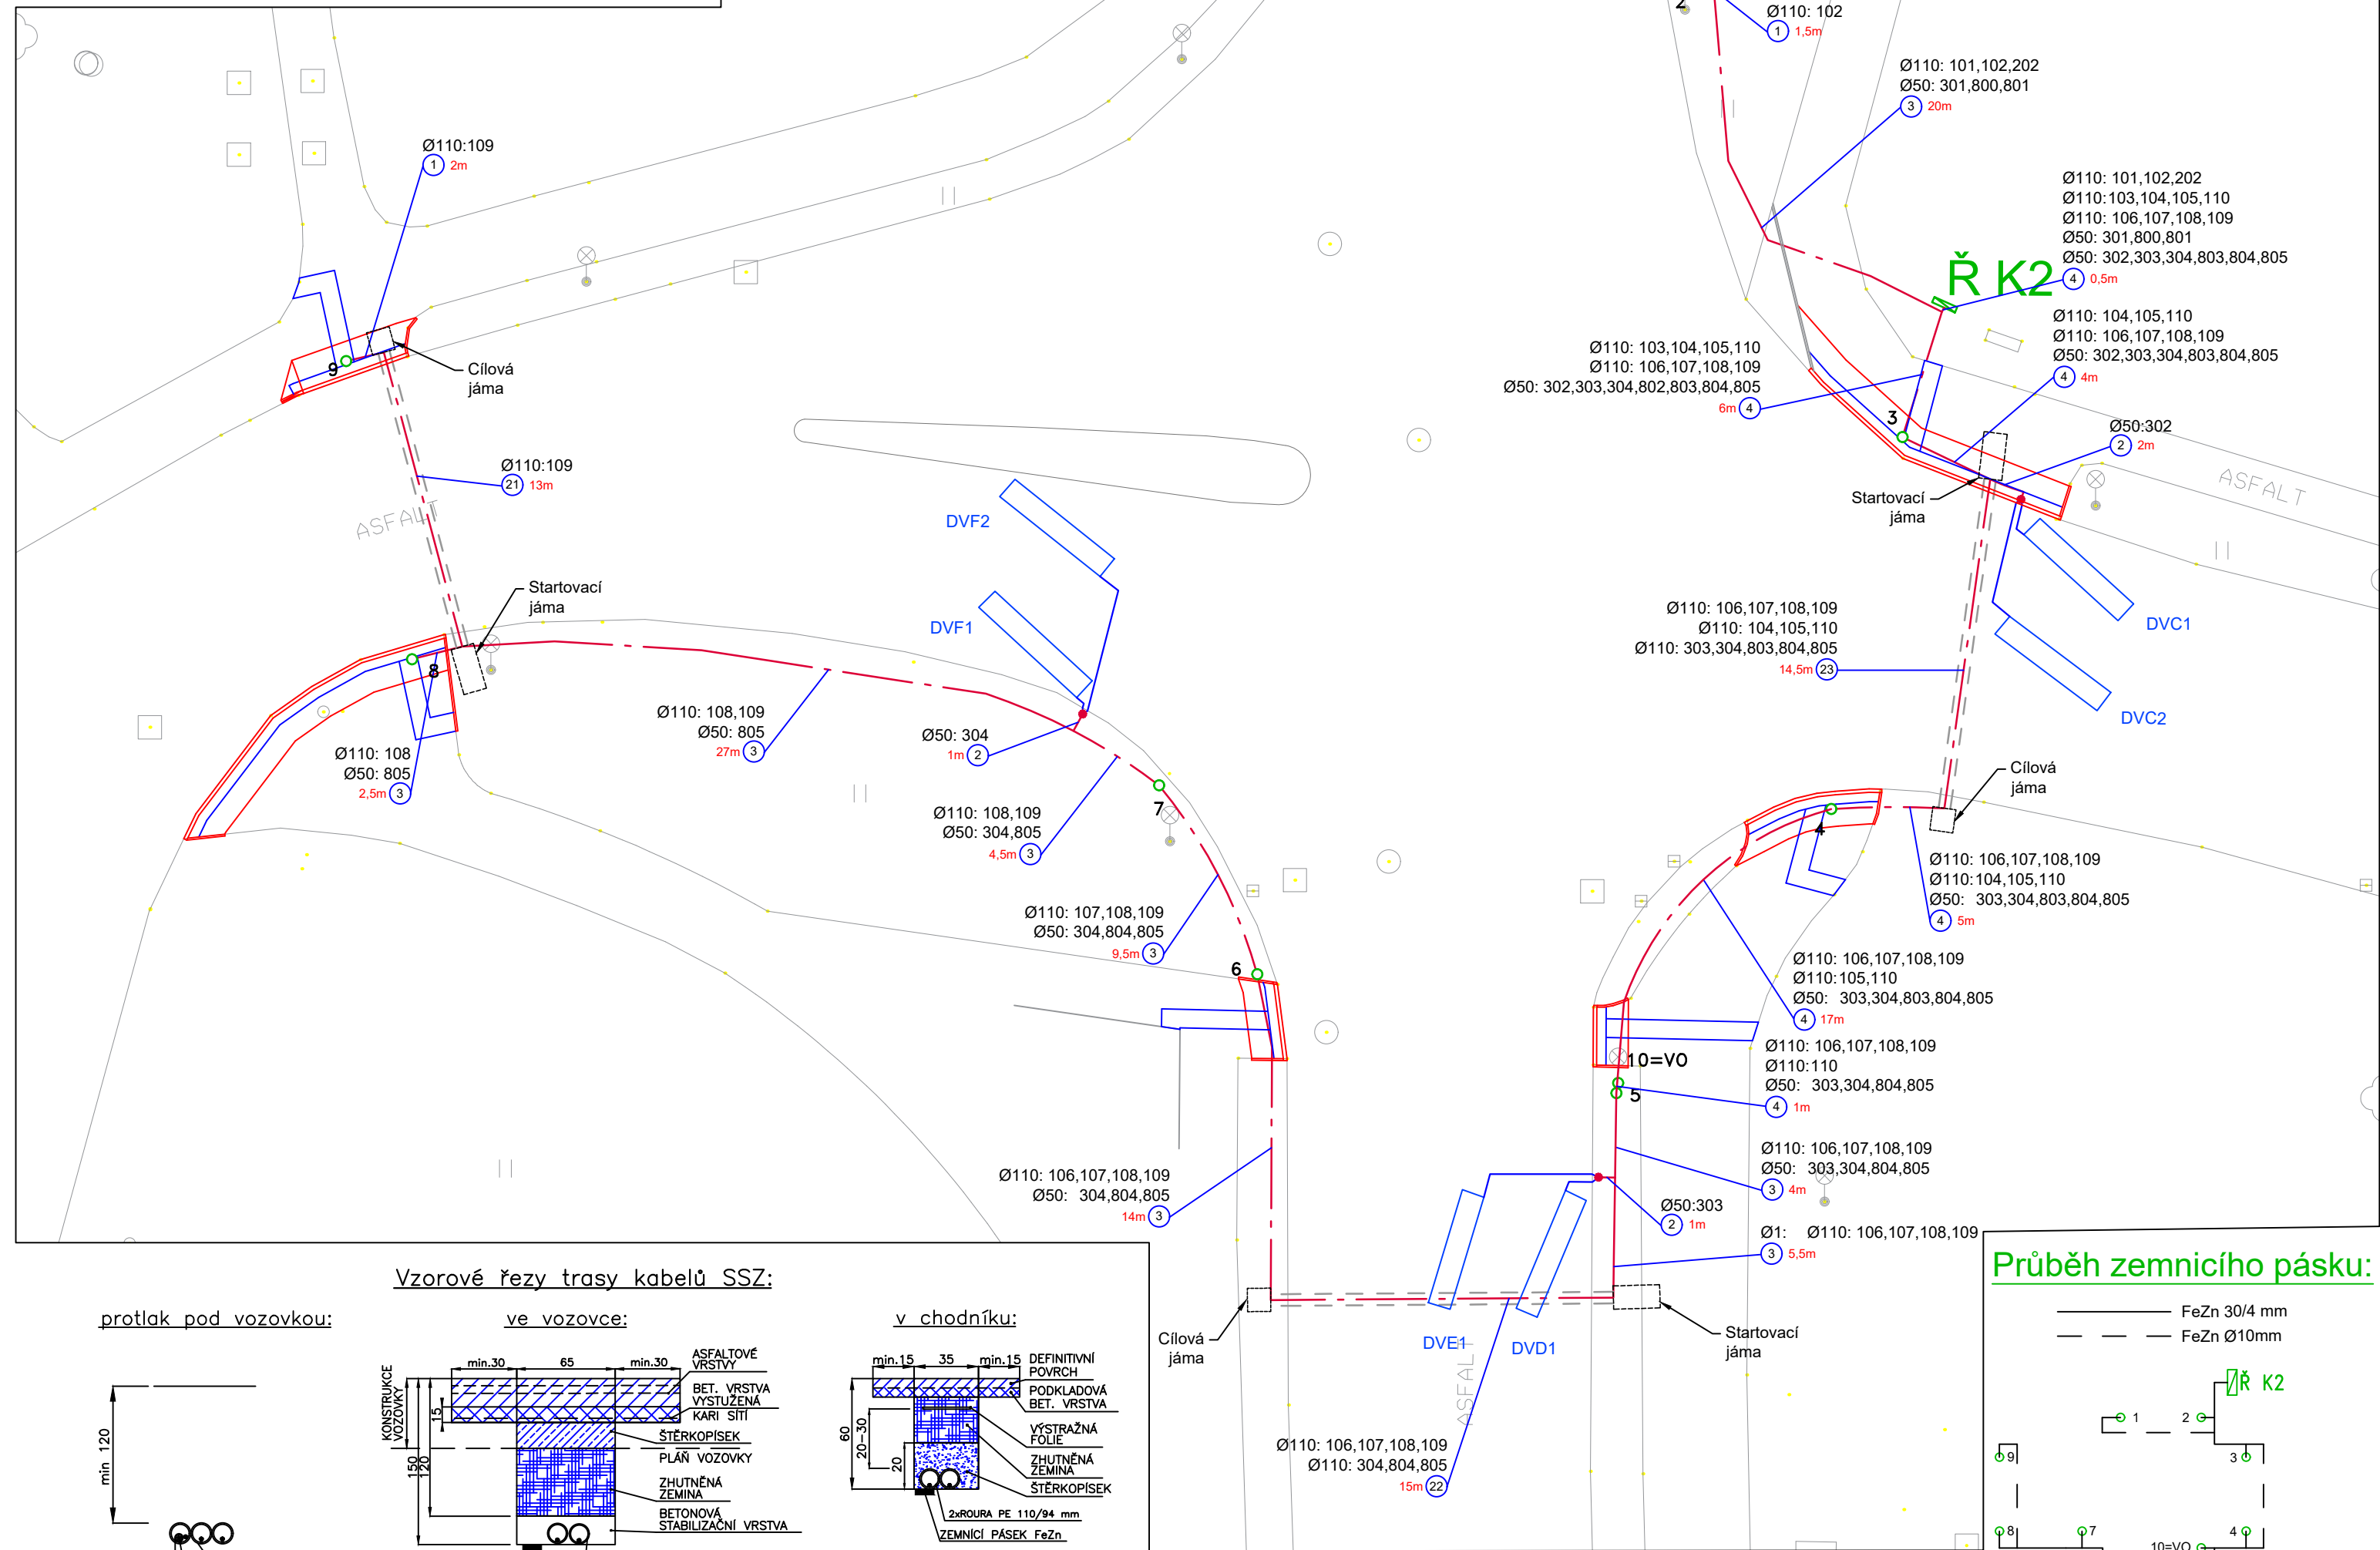 2
Ø110: 102
1 1,5m
Ø110: 101,102,202
Ø50: 301,800,801
3 20m
Ø110:109
1 2m
Ø110: 101,102,202
Ø110:103,104,105,110
Ø110: 106,107,108,109
Ø50: 301,800,801
Ø50: 302,303,304,803,804,805
4 0,5m
Ř K2
Ø110: 104,105,110
Ø110: 106,107,108,109
Ø50: 302,303,304,803,804,805
4 4m
Ø110: 103,104,105,110
Ø110: 106,107,108,109
Ø50: 302,303,304,802,803,804,805
6m 4
9
Cílová
jáma
3
Ø50:302
2 2m
Ø110:109
21 13m
ASFALT
Startovací
jáma
ASFALT
DVF2
DVF1
DVC1
DVC2
Startovací
jáma
8
Ø110: 106,107,108,109
Ø110: 104,105,110
Ø110: 303,304,803,804,805
14,5m 23
Ø110: 108,109
Ø50: 805
27m 3
Ø50: 304
1m 2
Ø110: 108
Ø50: 805
2,5m 3
7
Ø110: 108,109
Ø50: 304,805
4,5m 3
Cílová
jáma
4
Ø110: 106,107,108,109
Ø110:104,105,110
Ø50: 303,304,803,804,805
4 5m
Ø110: 107,108,109
Ø50: 304,804,805
9,5m 3
6
Ø110: 106,107,108,109
Ø110:105,110
Ø50: 303,304,803,804,805
4 17m
10=VO
5
Ø110: 106,107,108,109
Ø110:110
Ø50: 303,304,804,805
4 1m
Ø110: 106,107,108,109
Ø50: 303,304,804,805
3 4m
Ø110: 106,107,108,109
Ø50: 304,804,805
14m 3
Ø50:303
2 1m
Ø1: Ø110: 106,107,108,109
3 5,5m
Cílová
jáma
DVE1
DVD1
Startovací
jáma
ASFALT
Ø110: 106,107,108,109
Ø110: 304,804,805
15m 22
Vzorové řezy trasy kabelů SSZ:
protlak pod vozovkou:
min 120
ve vozovce:
min.30 65 min.30
KONSTRUKCE
VOZOVKY
15
150
120
ASFALTOVÉ
VRSTVY
BET. VRSTVA
VYSTUŽENÁ
KARI SÍTÍ
ŠTĚRKOPÍSEK
PLÁŇ VOZOVKY
ZHUTNĚNÁ
ZEMINA
BETONOVÁ
STABILIZAČNÍ VRSTVA
v chodníku:
min.15 35 min.15
60
20-30
20
DEFINITIVNÍ
POVRCH
PODKLADOVÁ
BET. VRSTVA
VÝSTRAŽNÁ
FOLIE
ZHUTNĚNÁ
ZEMINA
ŠTĚRKOPÍSEK
2xROURA PE 110/94 mm
ZEMNÍCÍ PÁSEK FeZn
Průběh zemnicího pásku:
FeZn 30/4 mm
FeZn Ø10mm
Ř K2
1
2
9
3
8
7
4
10=VO